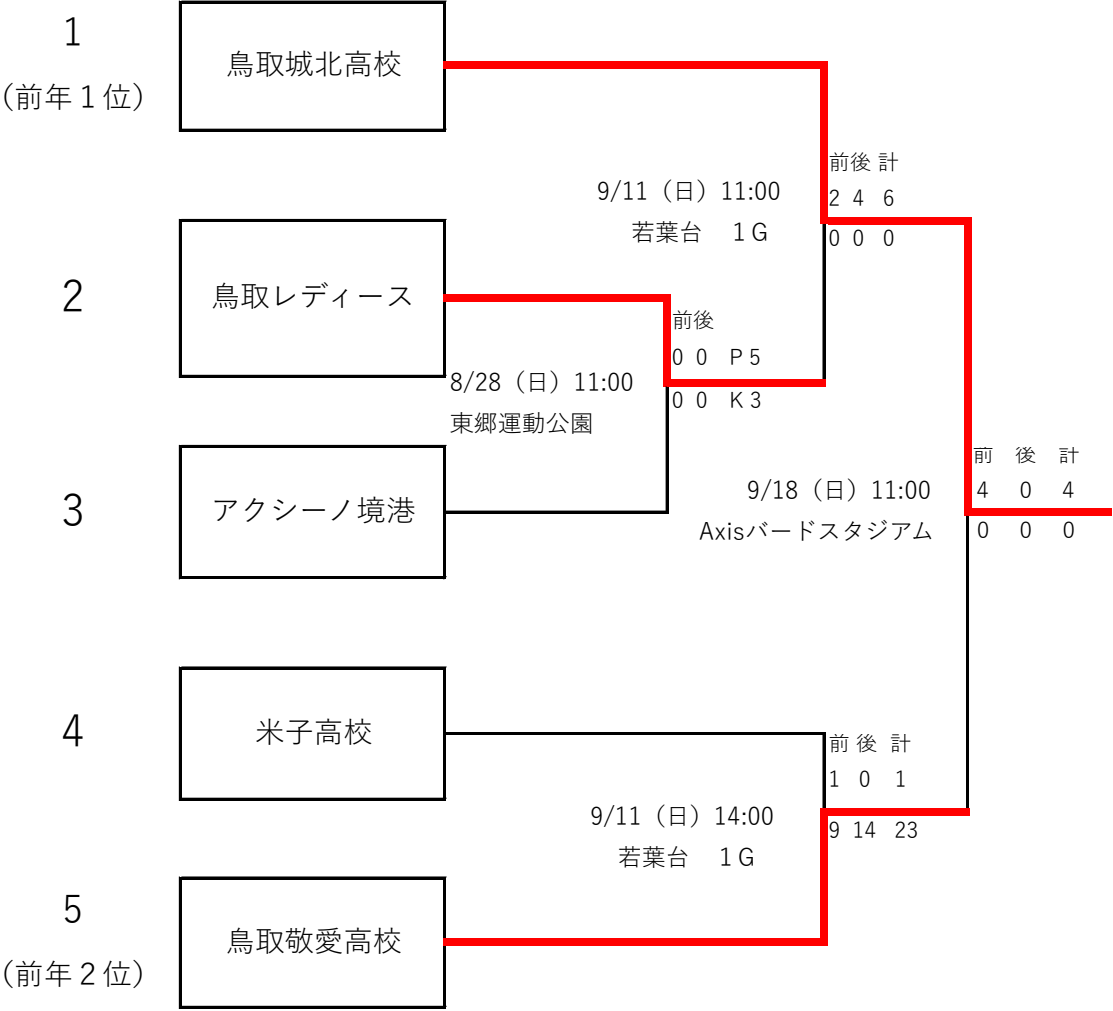 1
(前年１位)
鳥取城北高校
前後 計
9/11（日）11:00
2 4 6
若葉台　１G
0 0 0
2
鳥取レディース
前後
0 0 P 5
8/28（日）11:00
0 0 K 3
東郷運動公園
3
アクシーノ境港
前 後 計
9/18（日）11:00
4 0 4
Axisバードスタジアム
0 0 0
4
米子高校
前 後 計
1 0 1
9/11（日）14:00
9 14 23
若葉台　１G
5
(前年２位)
鳥取敬愛高校